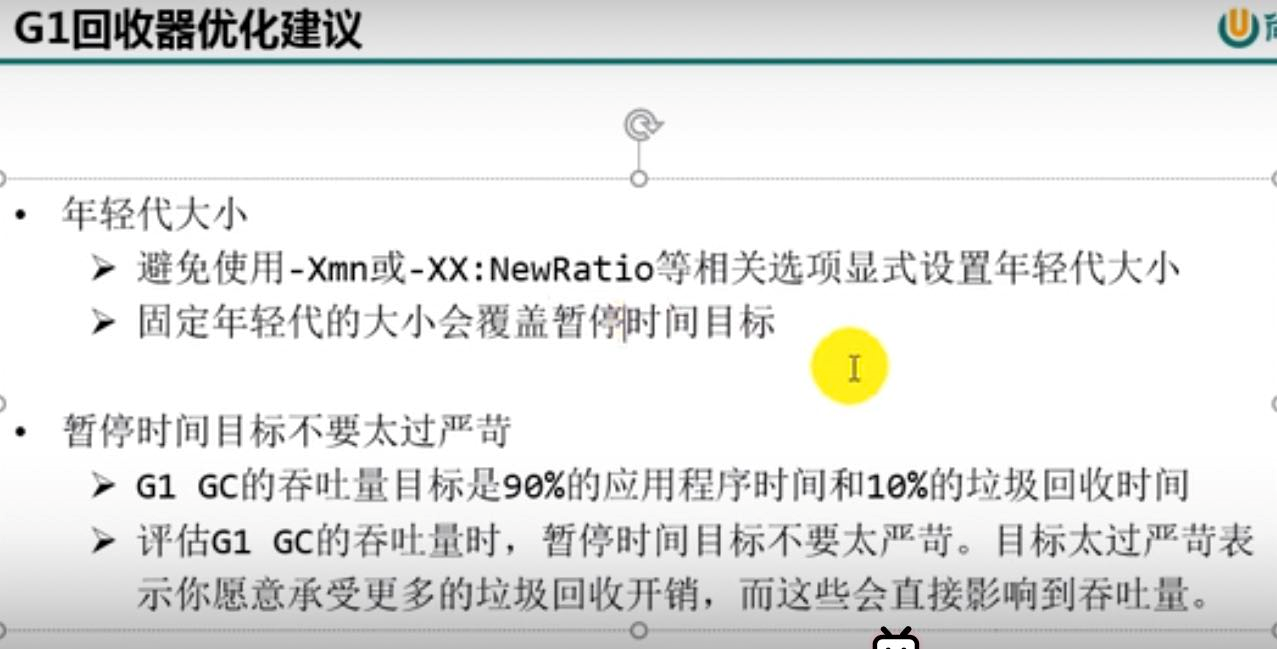 G1回收器优化建议
• 年轻代大小
➢ 避免使用-Xmn或-XX:NewRatio等相关选项显式设置年轻代大小
➢ 固定年轻代的大小会覆盖暂停时间目标
• 暂停时间目标不要太过严苛
➢ G1 GC的吞吐量目标是90%的应用程序时间和10%的垃圾回收时间
➢ 评估G1 GC的吞吐量时，暂停时间目标不要太严苛。目标太过严苛表
示你愿意承受更多的垃圾回收开销，而这些会直接影响到吞吐量。